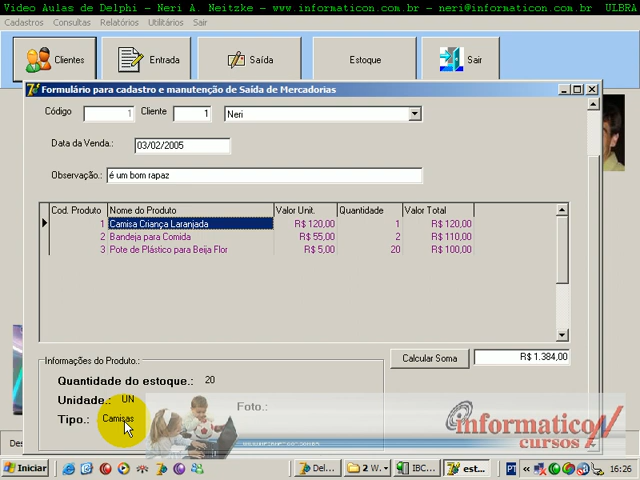 Video Aulas de Delphi - Neri A. Neitzke - www.informaticon.com.br - neri@informaticon.com.br ULBRA
Cadastros Consultas Relatórios Utilitários Sair
Clientes Entrada Saída Estoque Sair
Formulário para cadastro e manutenção de Saída de Mercadorias
Código 1 Cliente 1 Neri
Data da Venda.: 03/02/2005
Observação.: é um bom rapaz
Cod. Produto Nome do Produto Valor Unit. Quantidade Valor Total
1 Camisa Criança Laranjada R$ 120,00 1 R$ 120,00
2 Bandeja para Comida R$ 55,00 2 R$ 110,00
3 Pote de Plástico para Beija Flor R$ 5,00 20 R$ 100,00
Informações do Produto.:
Calcular Soma R$ 1.384,00
Quantidade do estoque.: 20
Unidade.: UN
Foto.:
Tipo.: Camisas
informaticon
cursos
Iniciar Del... 2 W. IBC... est... PT 16:26